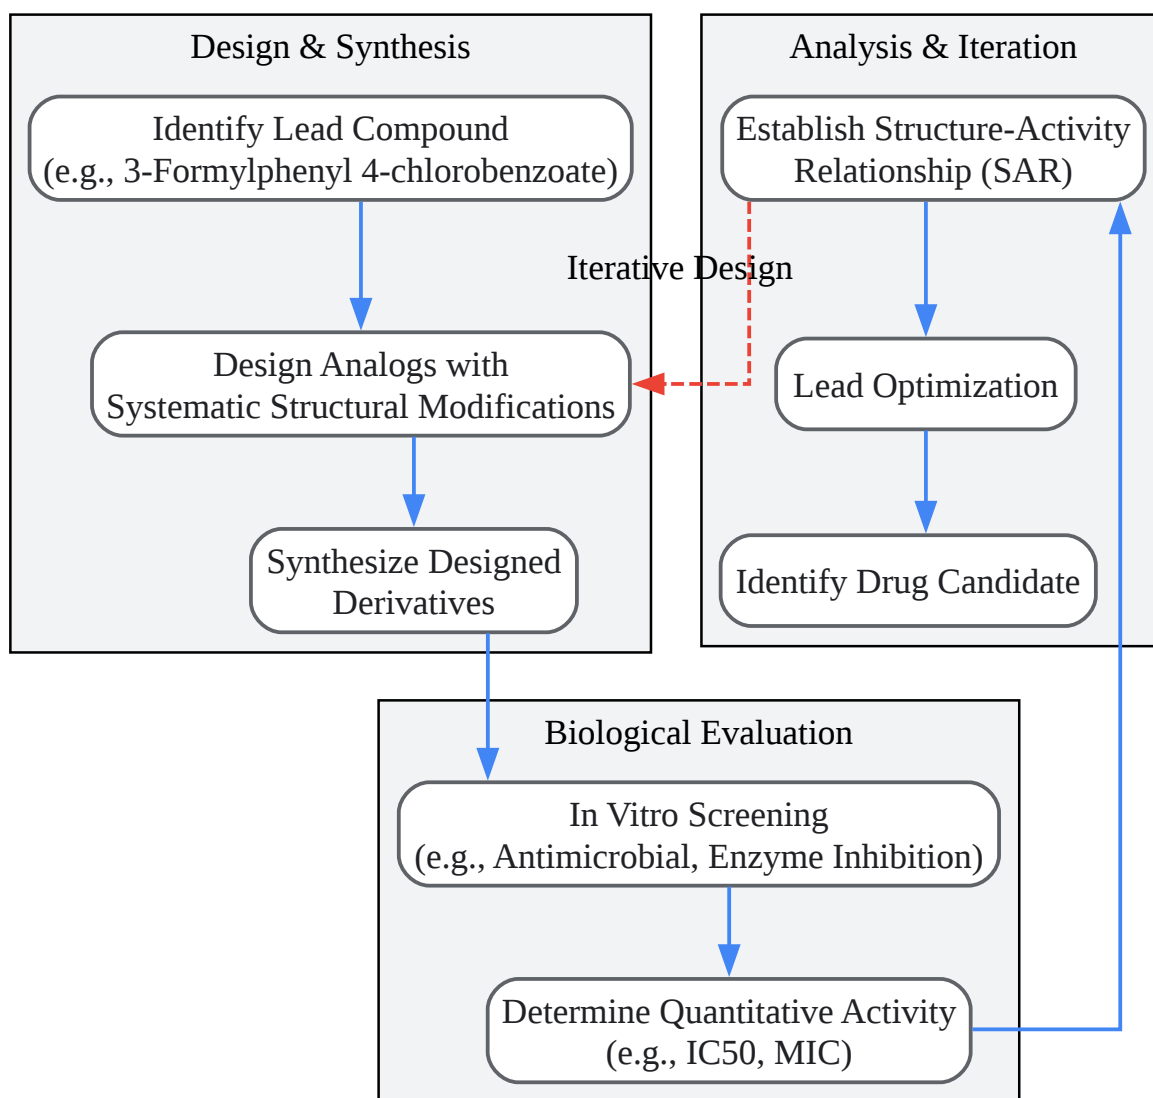 Design & Synthesis
Identify Lead Compound
(e.g., 3-Formylphenyl 4-chlorobenzoate)
Design Analogs with
Systematic Structural Modifications
Synthesize Designed
Derivatives
Iterative Design
Analysis & Iteration
Establish Structure-Activity
Relationship (SAR)
Lead Optimization
Identify Drug Candidate
Biological Evaluation
In Vitro Screening
(e.g., Antimicrobial, Enzyme Inhibition)
Determine Quantitative Activity
(e.g., IC50, MIC)